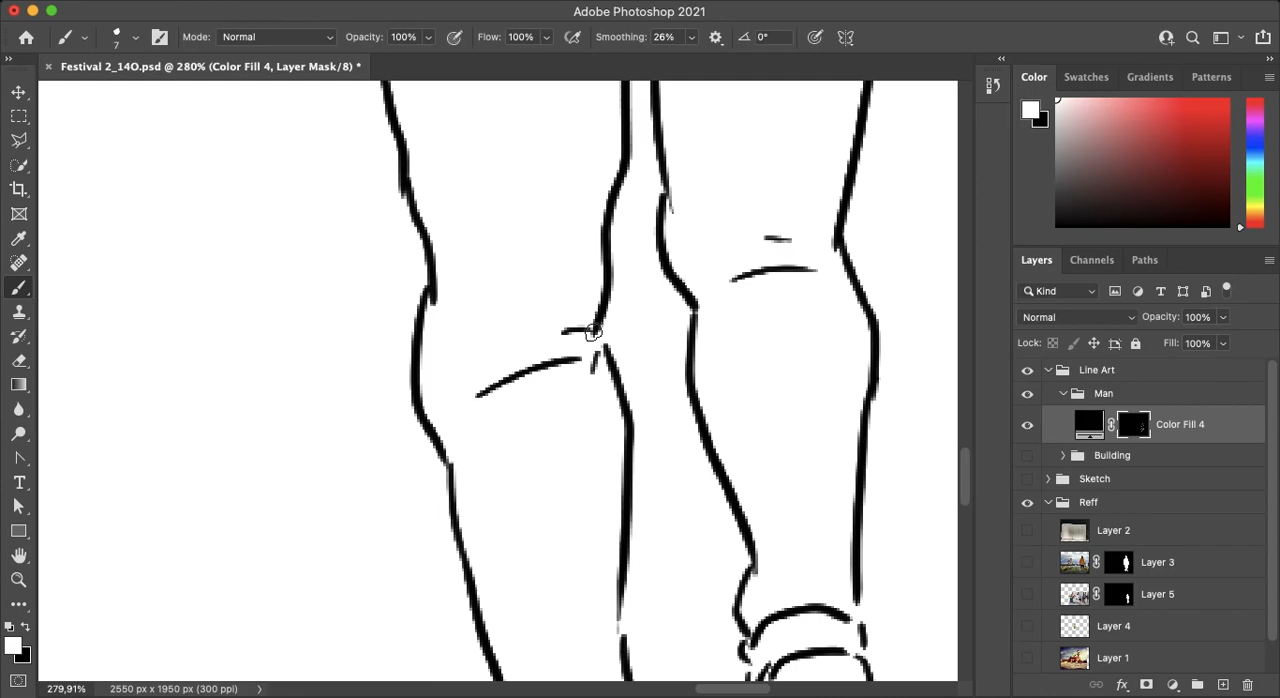 Adobe Photoshop 2021
7
Mode: Normal
Opacity: 100%
Flow: 100%
Smoothing: 26%
0°
× Festival 2_14O.psd @ 280% (Color Fill 4, Layer Mask/8) *
Color
Swatches
Gradients
Patterns
Layers
Channels
Paths
Kind
Normal
Opacity: 100%
Lock:
Fill: 100%
Line Art
Man
Color Fill 4
Building
Sketch
Reff
Layer 2
Layer 3
Layer 5
Layer 4
Layer 1
fx
279,91%
2550 px x 1950 px (300 ppi)